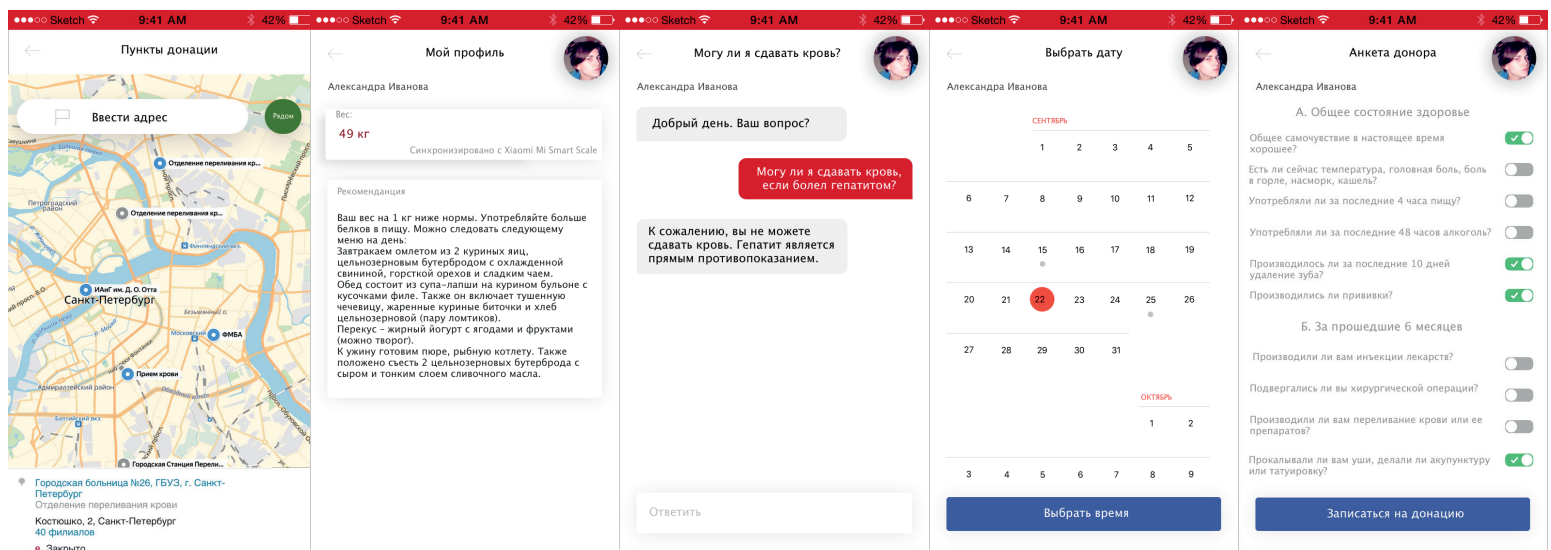 ●●●○○ Sketch 9:41 AM 42%
Пункты донации
Ввести адрес
Рядом
Отделение переливания кр...
Петроградский
район
Отделение переливания кр...
Финляндский вкз.
ИАиГ им. Д. О. Отта
Санкт-Петербург
Безымянный о.
Московский
ФМБА
Прием крови
Адмиралтейский район
Обводный канал
Балтийский вкз.
Городская Станция Перели...
Городская больница №26, ГБУЗ, г. Санкт-
Петербург
Отделение переливания крови
Костюшко, 2, Санкт-Петербург
40 филиалов
Закрыто
●●●○○ Sketch 9:41 AM 42%
Мой профиль
Александра Иванова
Вес:
49 кг
Синхронизировано с Xiaomi Mi Smart Scale
Рекоменданция
Ваш вес на 1 кг ниже нормы. Употребляйте больше
белков в пищу. Можно следовать следующему
меню на день:
Завтракаем омлетом из 2 куриных яиц,
цельнозерновым бутербродом с охлажденной
свининой, горсткой орехов и сладким чаем.
Обед состоит из супа-лапши на курином бульоне с
кусочками филе. Также он включает тушенную
чечевицу, жаренные куриные биточки и хлеб
цельнозерновой (пару ломтиков).
Перекус – жирный йогурт с ягодами и фруктами
(можно творог).
К ужину готовим пюре, рыбную котлету. Также
положено съесть 2 цельнозерновых бутерброда с
сыром и тонким слоем сливочного масла.
●●●○○ Sketch 9:41 AM 42%
Могу ли я сдавать кровь?
Александра Иванова
Добрый день. Ваш вопрос?
Могу ли я сдавать кровь,
если болел гепатитом?
К сожалению, вы не можете
сдавать кровь. Гепатит является
прямым противопоказанием.
Ответить
●●●○○ Sketch 9:41 AM 42%
Выбрать дату
Александра Иванова
СЕНТЯБРЬ
1 2 3 4 5
6 7 8 9 10 11 12
13 14 15 16 17 18 19
20 21 22 23 24 25 26
27 28 29 30 31
ОКТЯБРЬ
1 2
3 4 5 6 7 8 9
Выбрать время
●●●○○ Sketch 9:41 AM 42%
Анкета донора
Александра Иванова
А. Общее состояние здоровье
Общее самочувствие в настоящее время
хорошее?
Есть ли сейчас температура, головная боль, боль
в горле, насморк, кашель?
Употребляли ли за последние 4 часа пищу?
Употребляли ли за последние 48 часов алкоголь?
Производилось ли за последние 10 дней
удаление зуба?
Производились ли прививки?
Б. За прошедшие 6 месяцев
Производили ли вам инъекции лекарств?
Подвергались ли вы хирургической операции?
Производили ли вам переливание крови или ее
препаратов?
Прокалывали ли вам уши, делали ли акупунктуру
или татуировку?
Записаться на донацию